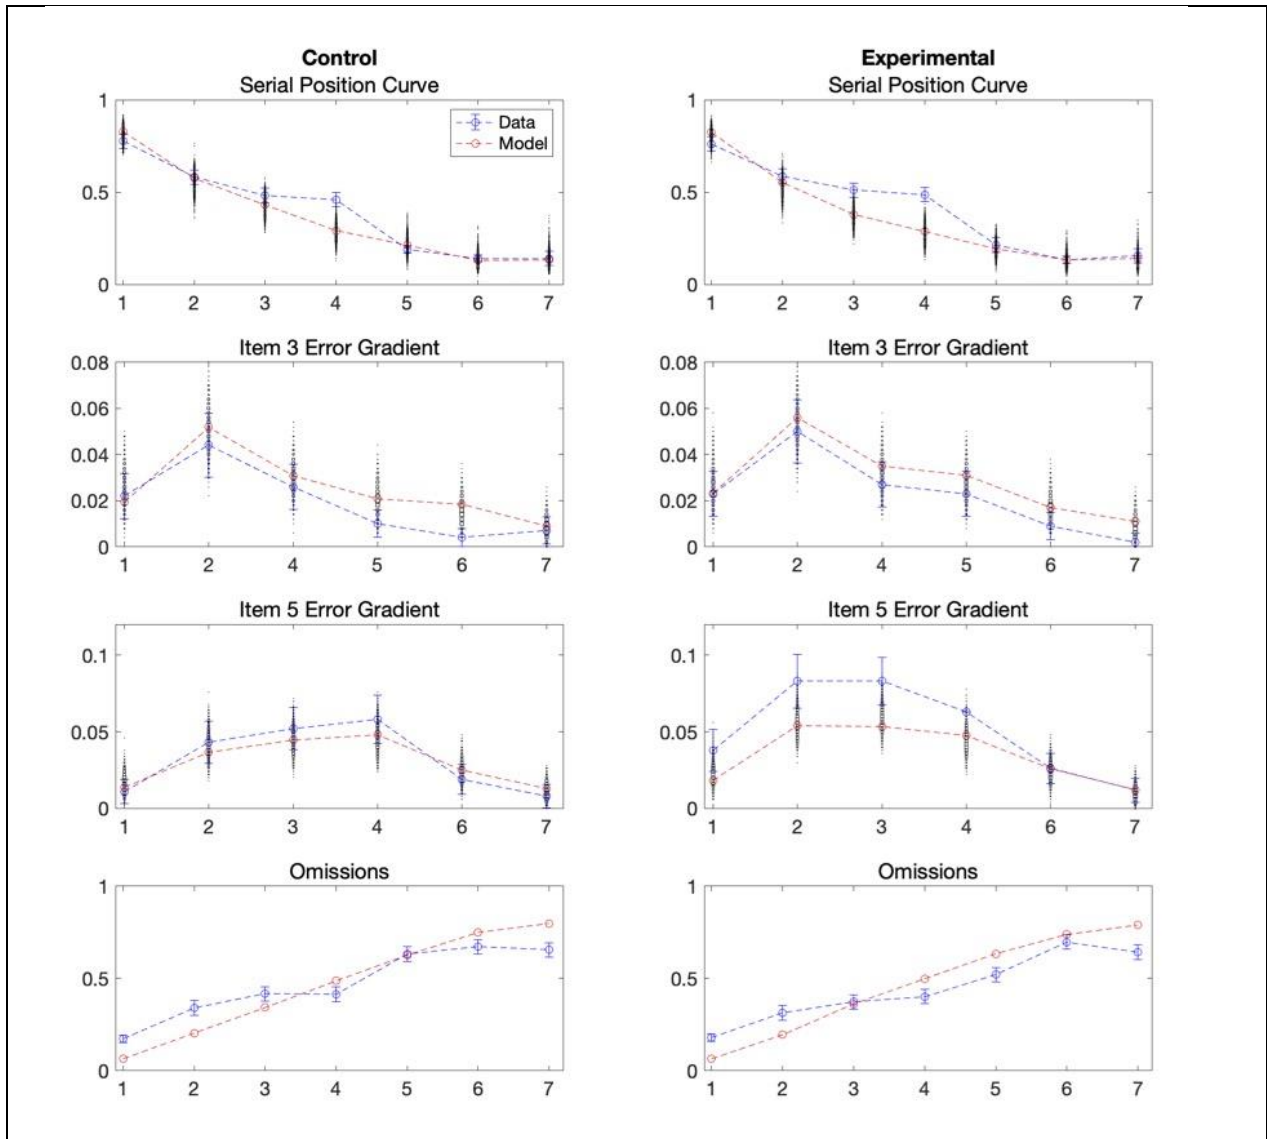 Control
Serial Position Curve
1
0.5
0
1 2 3 4 5 6 7
Data
Model
Experimental
Serial Position Curve
1
0.5
0
1 2 3 4 5 6 7
Item 3 Error Gradient
0.08
0.06
0.04
0.02
0
1 2 4 5 6 7
Item 3 Error Gradient
0.08
0.06
0.04
0.02
0
1 2 4 5 6 7
Item 5 Error Gradient
0.1
0.05
0
1 2 3 4 6 7
Item 5 Error Gradient
0.1
0.05
0
1 2 3 4 6 7
Omissions
1
0.5
0
1 2 3 4 5 6 7
Omissions
1
0.5
0
1 2 3 4 5 6 7